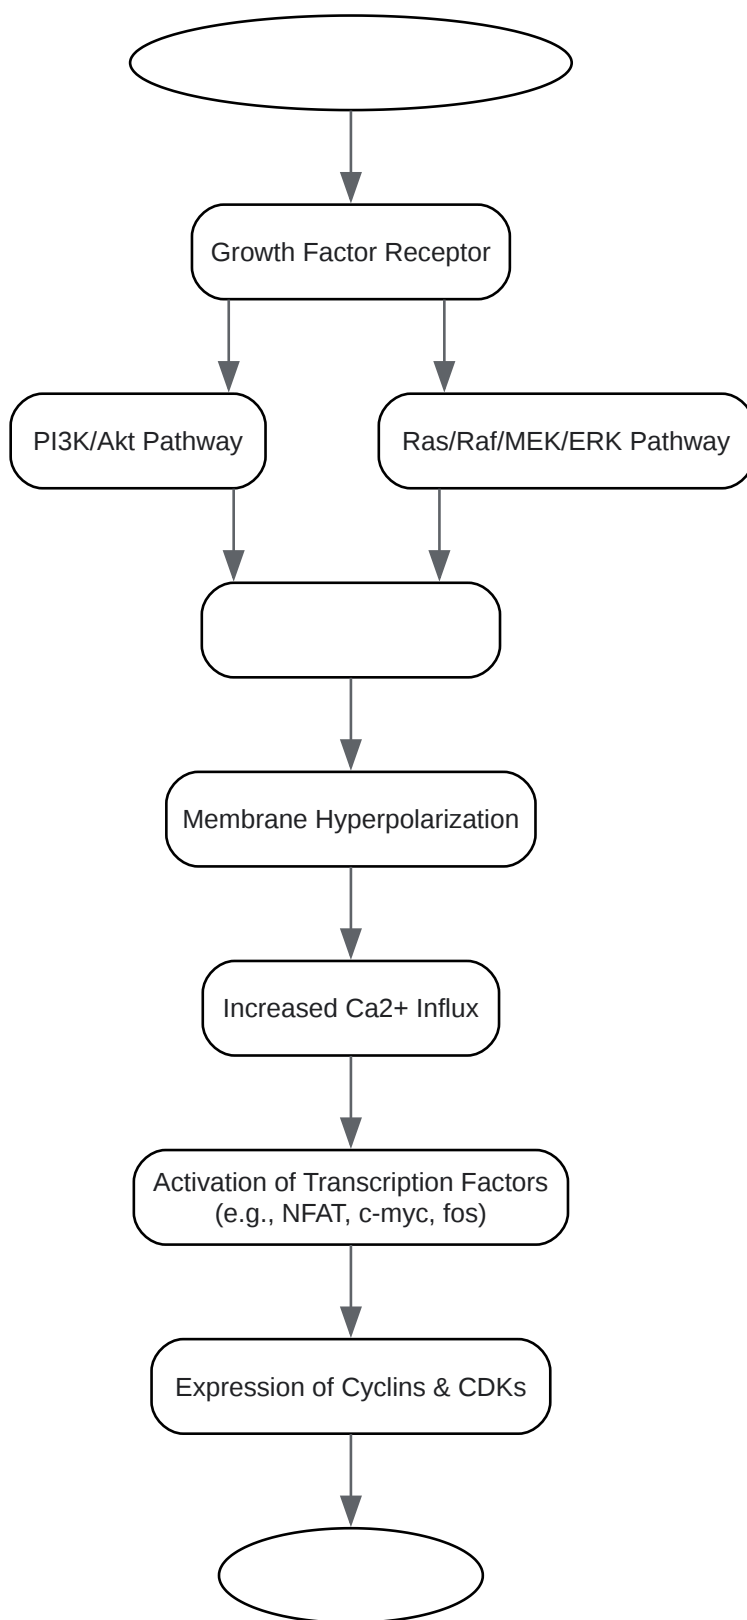 Growth Factor Receptor
PI3K/Akt Pathway
Ras/Raf/MEK/ERK Pathway
Membrane Hyperpolarization
Increased Ca2+ Influx
Activation of Transcription Factors
(e.g., NFAT, c-myc, fos)
Expression of Cyclins & CDKs